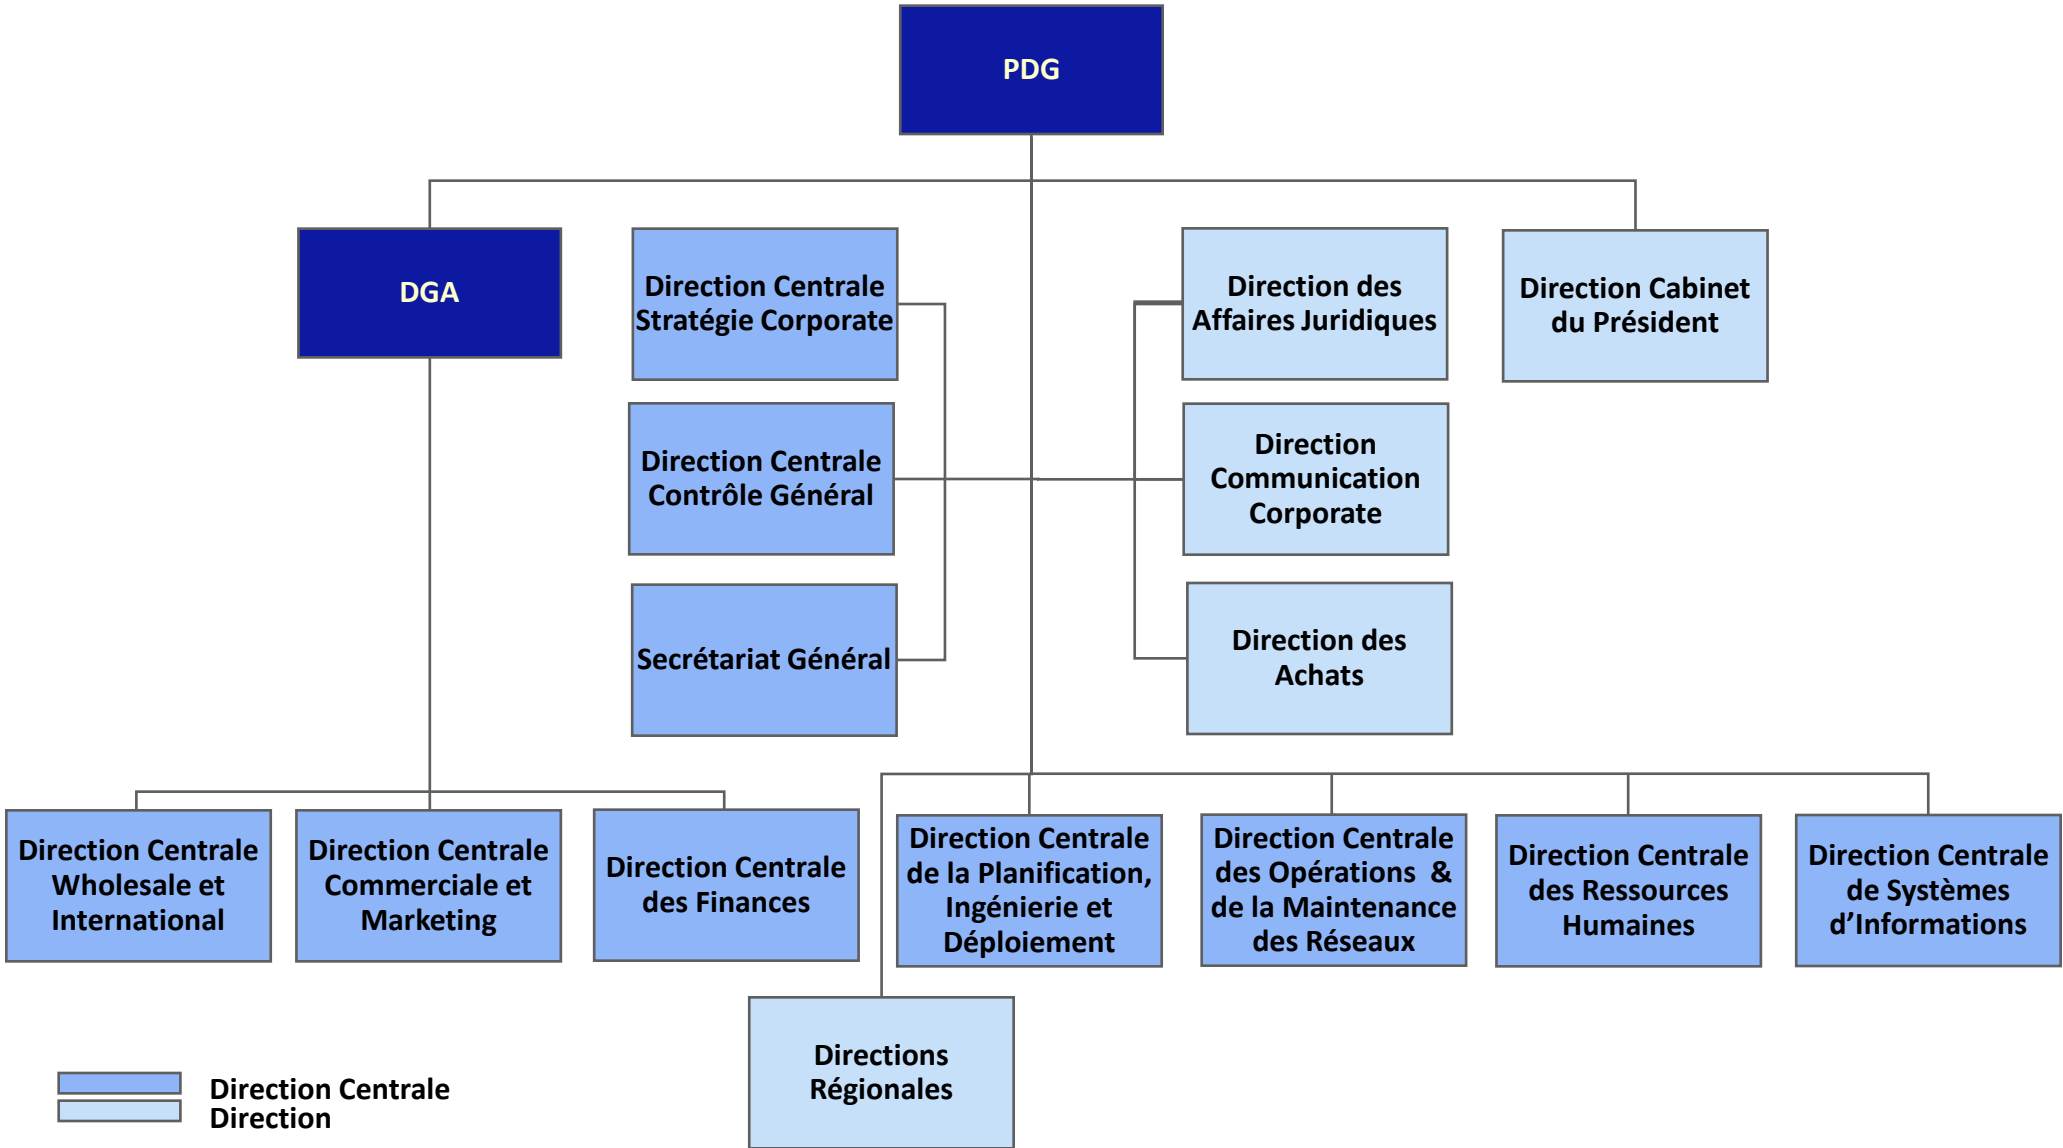 PDG
DGA
Direction Centrale
Stratégie Corporate
Direction des
Affaires Juridiques
Direction Cabinet
du Président
Direction Centrale
Contrôle Général
Direction
Communication
Corporate
Secrétariat Général
Direction des
Achats
Direction Centrale
Wholesale et
International
Direction Centrale
Commerciale et
Marketing
Direction Centrale
des Finances
Direction Centrale
de la Planification,
Ingénierie et
Déploiement
Direction Centrale
des Opérations &
de la Maintenance
des Réseaux
Direction Centrale
des Ressources
Humaines
Direction Centrale
de Systèmes
d’Informations
Directions
Régionales
Direction Centrale
Direction